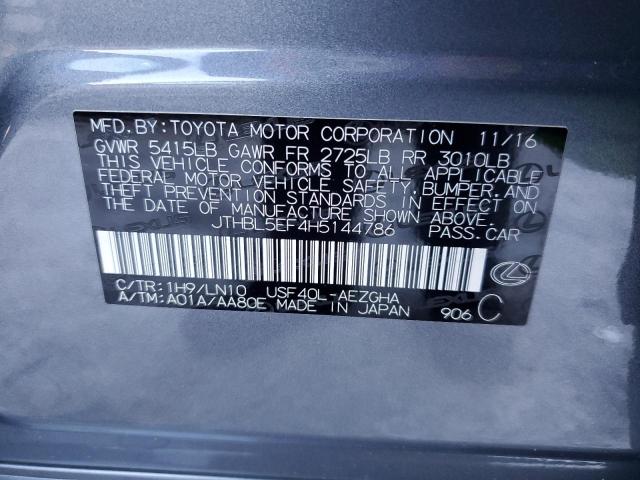 MFD.BY:TOYOTA MOTOR CORPORATION 11/16
GVWR 5415LB GAWR FR 2725LB RR 3010LB
THIS VEHICLE CONFORMS TO ALL APPLICABLE
FEDERAL MOTOR VEHICLE SAFETY,BUMPER,AND
THEFT PREVENTION STANDARDS IN EFFECT ON
THE DATE OF MANUFACTURE SHOWN ABOVE.
JTHBL5EF4H5144786 PASS.CAR
C/TR:1H9/LN10 USF40L-AEZGHA
A/TM:A01A/AA80E MADE IN JAPAN 906 C